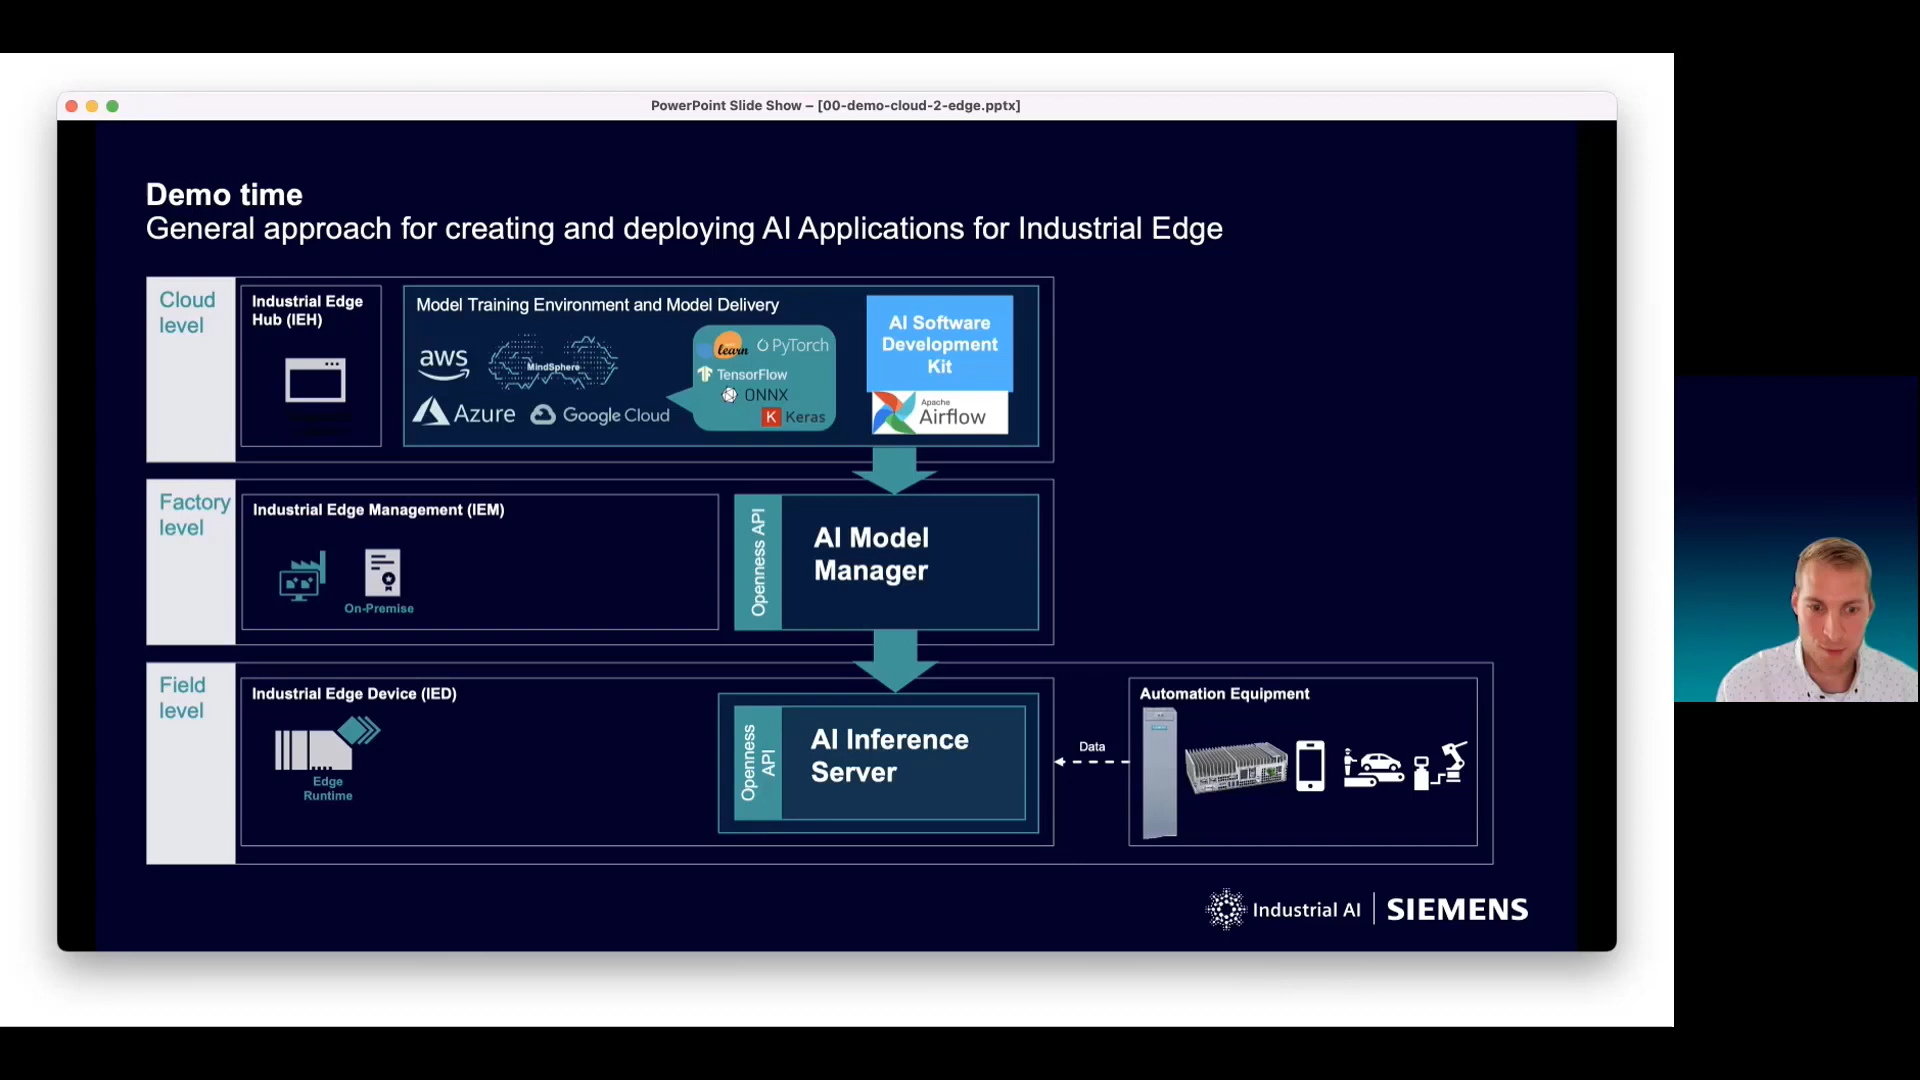 PowerPoint Slide Show – [00-demo-cloud-2-edge.pptx]
Demo time
General approach for creating and deploying AI Applications for Industrial Edge
Cloud
level
Industrial Edge
Hub (IEH)
Model Training Environment and Model Delivery
aws
MindSphere
Azure
Google Cloud
learn
PyTorch
TensorFlow
ONNX
K Keras
AI Software
Development
Kit
Apache
Airflow
Factory
level
Industrial Edge Management (IEM)
On-Premise
Openness API
AI Model
Manager
Field
level
Industrial Edge Device (IED)
Edge
Runtime
Openness
API
AI Inference
Server
Data
Automation Equipment
Industrial AI
SIEMENS